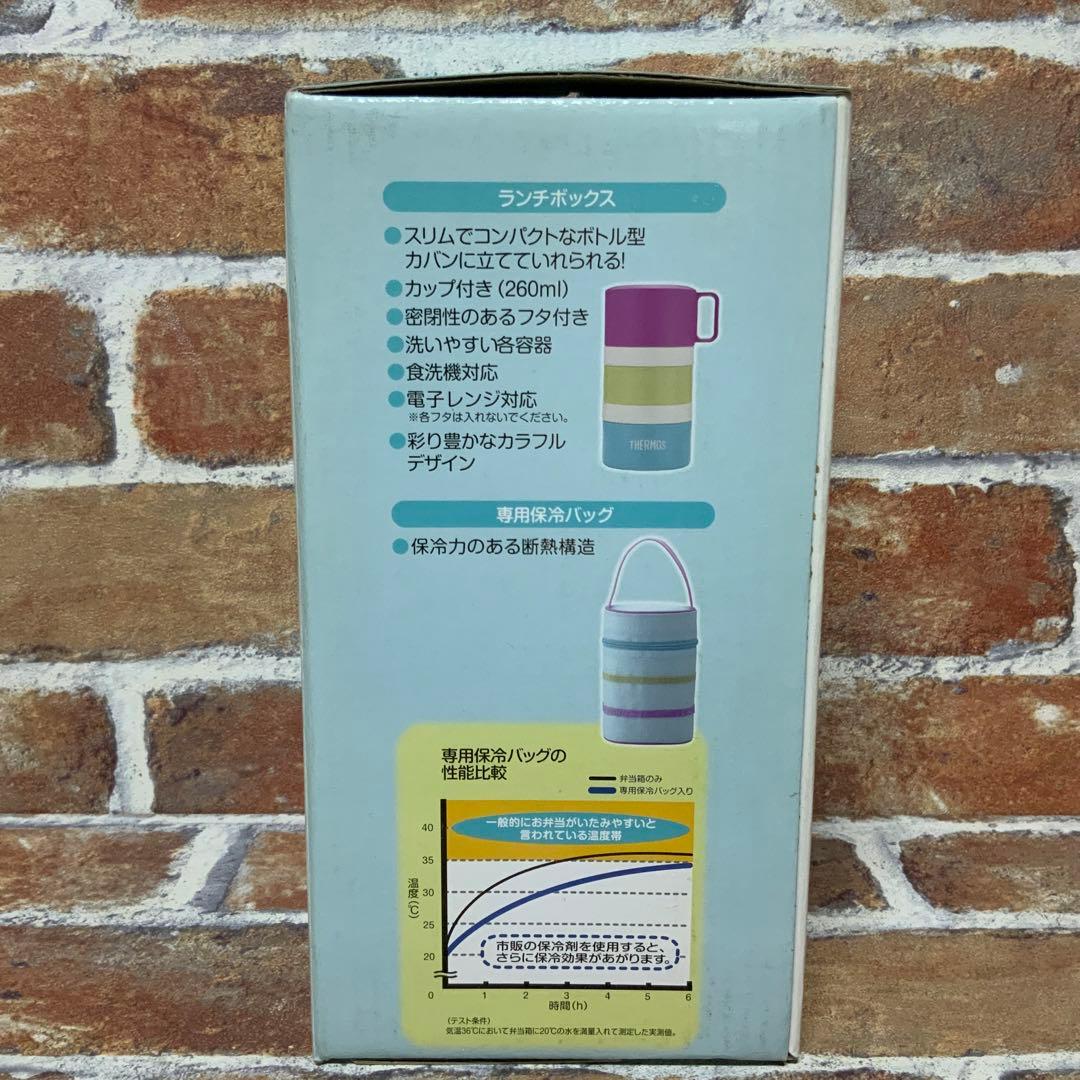 ランチボックス
●スリムでコンパクトなボトル型
カバンに立てていれられる!
●カップ付き(260ml)
●密閉性のあるフタ付き
●洗いやすい各容器
●食洗機対応
●電子レンジ対応
※各フタは入れないでください。
●彩り豊かなカラフル
デザイン
THERMOS
専用保冷バッグ
●保冷力のある断熱構造
専用保冷バッグの
性能比較
弁当箱のみ
専用保冷バッグ入り
一般的にお弁当がいたみやすいと
言われている温度帯
温度(℃)
40
35
30
25
20
市販の保冷剤を使用すると、
さらに保冷効果があがります。
0 1 2 3 4 5 6
時間(h)
(テスト条件)
気温36℃において弁当箱に20℃の水を満量入れて測定した実測値。